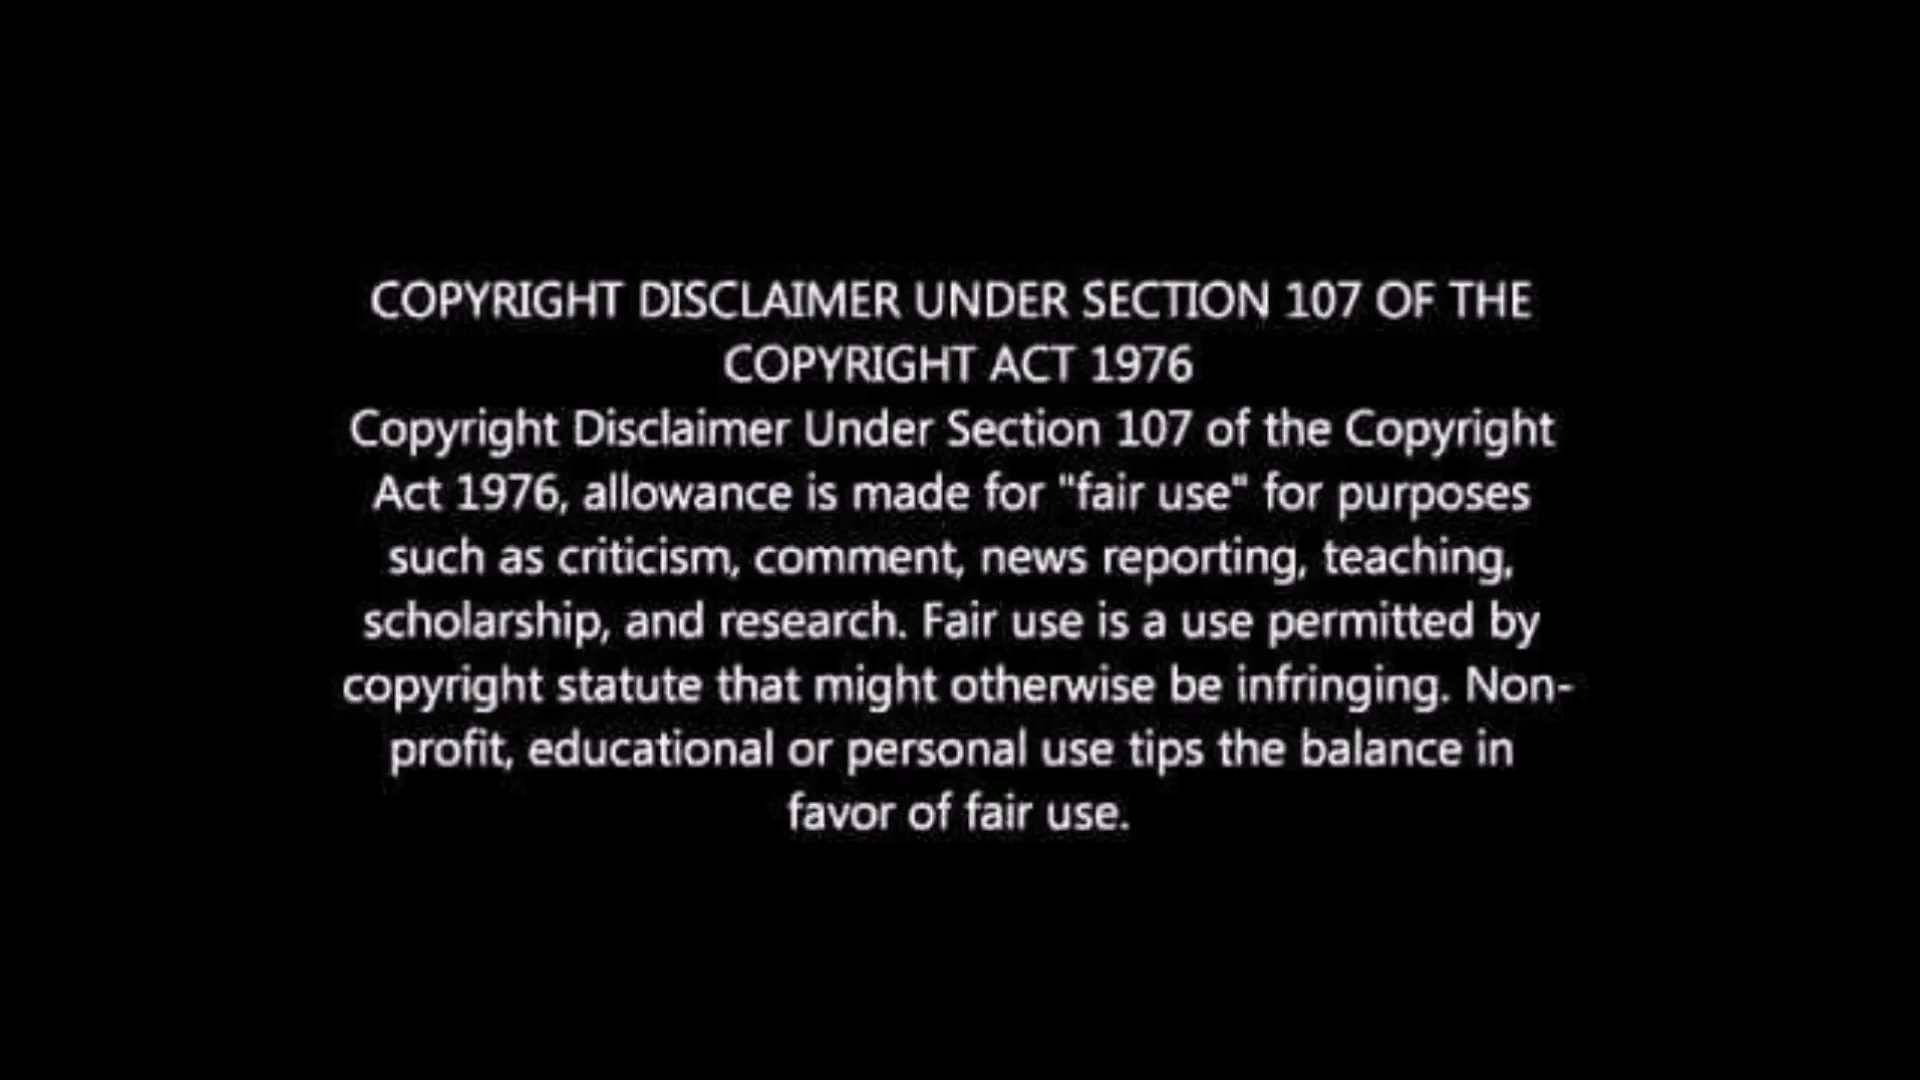 COPYRIGHT DISCLAIMER UNDER SECTION 107 OF THE
COPYRIGHT ACT 1976
Copyright Disclaimer Under Section 107 of the Copyright
Act 1976, allowance is made for "fair use" for purposes
such as criticism, comment, news reporting, teaching,
scholarship, and research. Fair use is a use permitted by
copyright statute that might otherwise be infringing. Non-
profit, educational or personal use tips the balance in
favor of fair use.